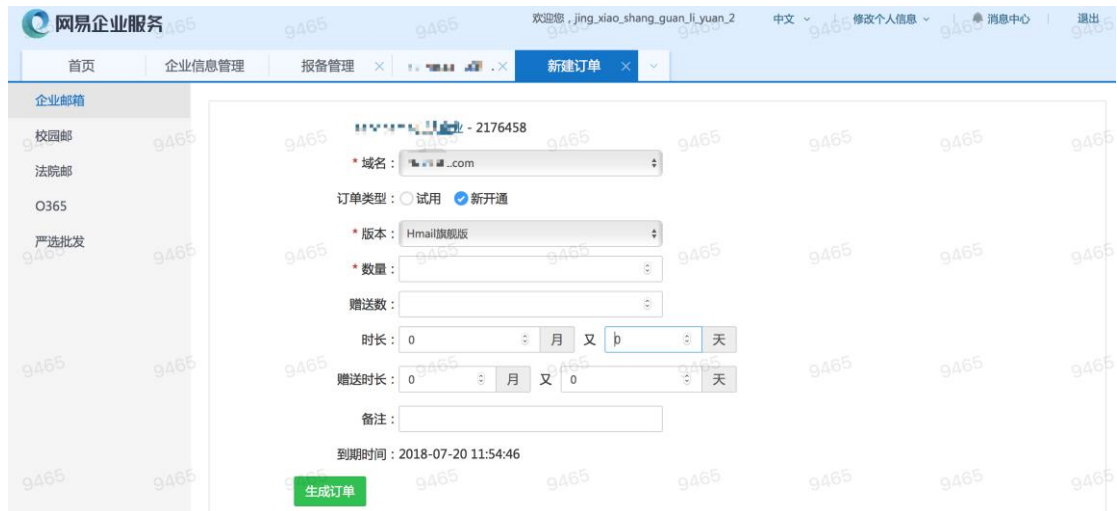 网易企业服务
欢迎您，jing_xiao_shang_guan_li_yuan_2 中文 修改个人信息 消息中心 退出
首页 企业信息管理 报备管理 新建订单
企业邮箱
校园邮
法院邮
O365
严选批发
- 2176458
* 域名： .com
订单类型： 试用 新开通
* 版本： Hmail旗舰版
* 数量：
赠送数：
时长： 0 月 又 0 天
赠送时长： 0 月 又 0 天
备注：
到期时间：2018-07-20 11:54:46
生成订单
9465